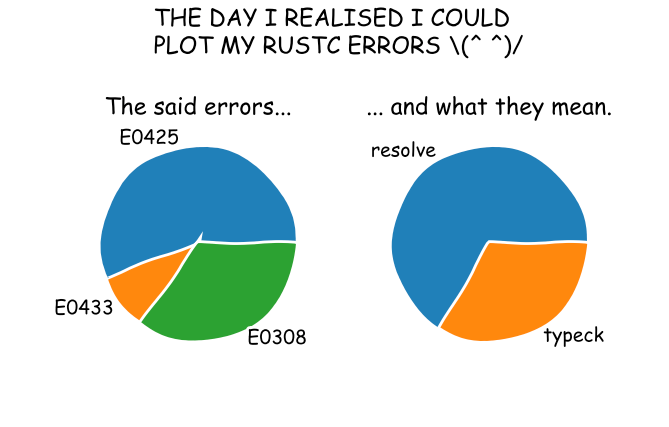 THE DAY I REALISED I COULD
PLOT MY RUSTC ERRORS \(^ ^)/
The said errors...
E0425
E0433
E0308
... and what they mean.
resolve
typeck